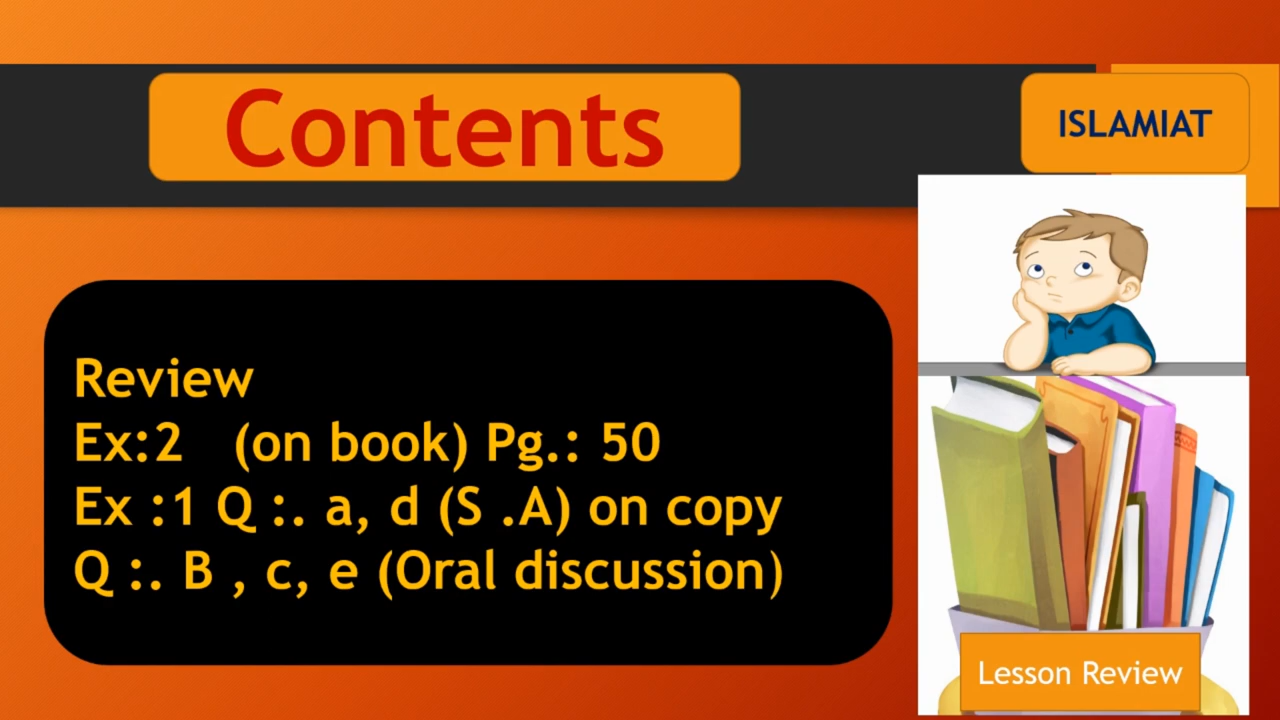 Contents
ISLAMIAT
Review
Ex:2 (on book) Pg.: 50
Ex :1 Q :. a, d (S .A) on copy
Q :. B , c, e (Oral discussion)
Lesson Review